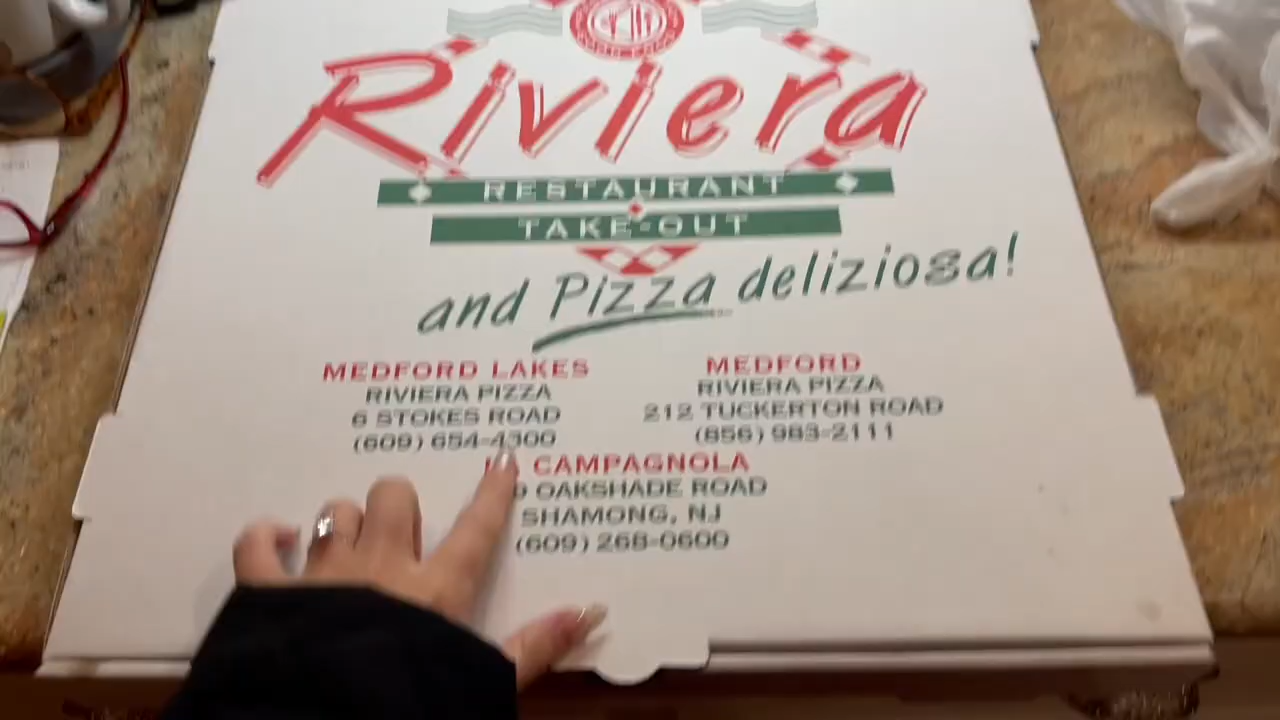 Riviera
RESTAURANT
TAKE-OUT
and Pizza deliziosa!
MEDFORD LAKES
RIVIERA PIZZA
6 STOKES ROAD
(609) 654-4300
MEDFORD
RIVIERA PIZZA
212 TUCKERTON ROAD
(856) 983-2111
CAMPAGNOLA
OAKSHADE ROAD
SHAMONG, NJ
(609) 268-0600